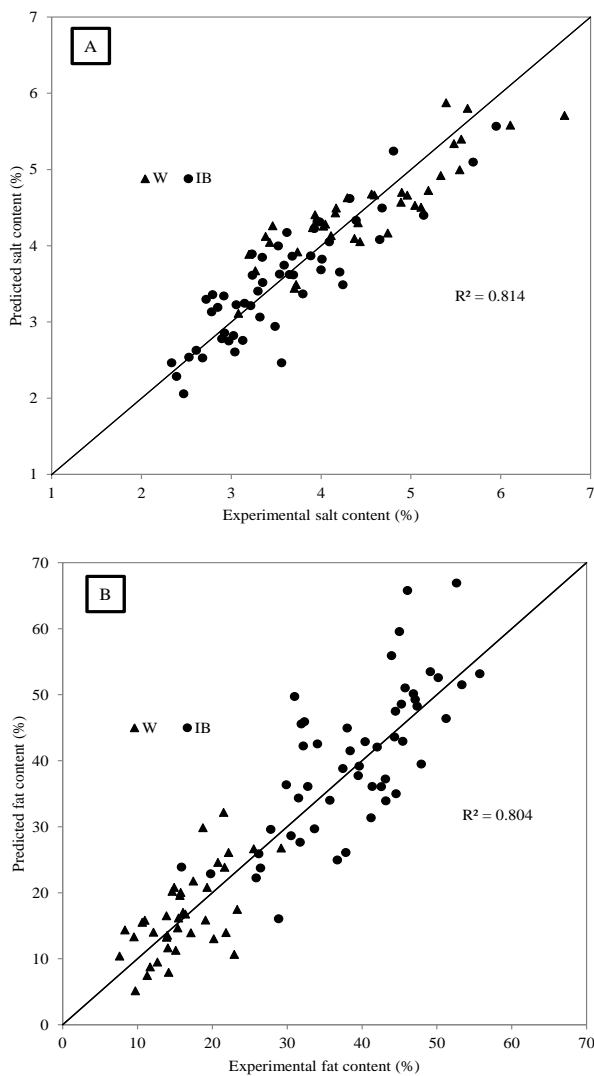 A
7
6
5
4
3
2
1
Predicted salt content (%)
W IB
R² = 0.814
1 2 3 4 5 6 7
Experimental salt content (%)
B
70
60
50
40
30
20
10
0
Predicted fat content (%)
W IB
R² = 0.804
0 10 20 30 40 50 60 70
Experimental fat content (%)